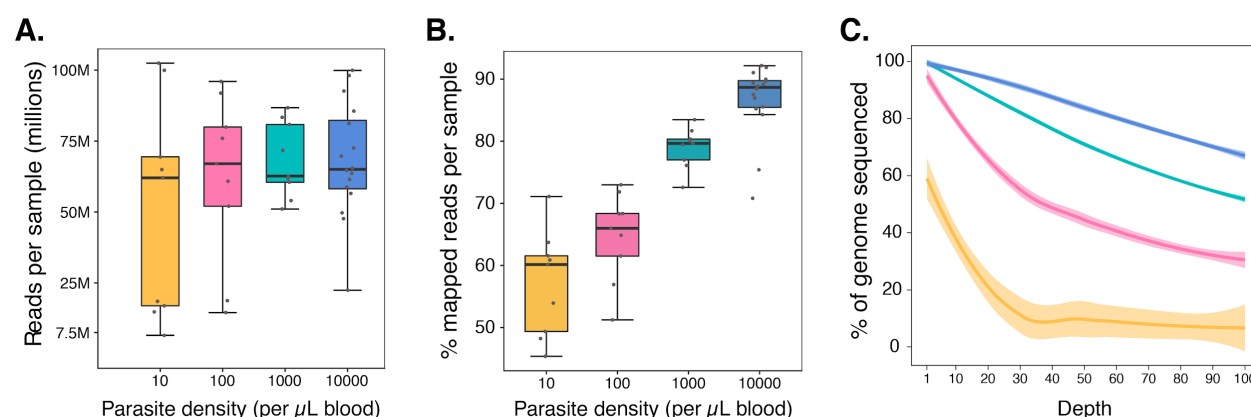 A.
Reads per sample (millions)
100M
75M
50M
25M
7.5M
10 100 1000 10000
Parasite density (per µL blood)
B.
% mapped reads per sample
90
80
70
60
50
10 100 1000 10000
Parasite density (per µL blood)
C.
% of genome sequenced
100
80
60
40
20
0
1 10 20 30 40 50 60 70 80 90 100
Depth